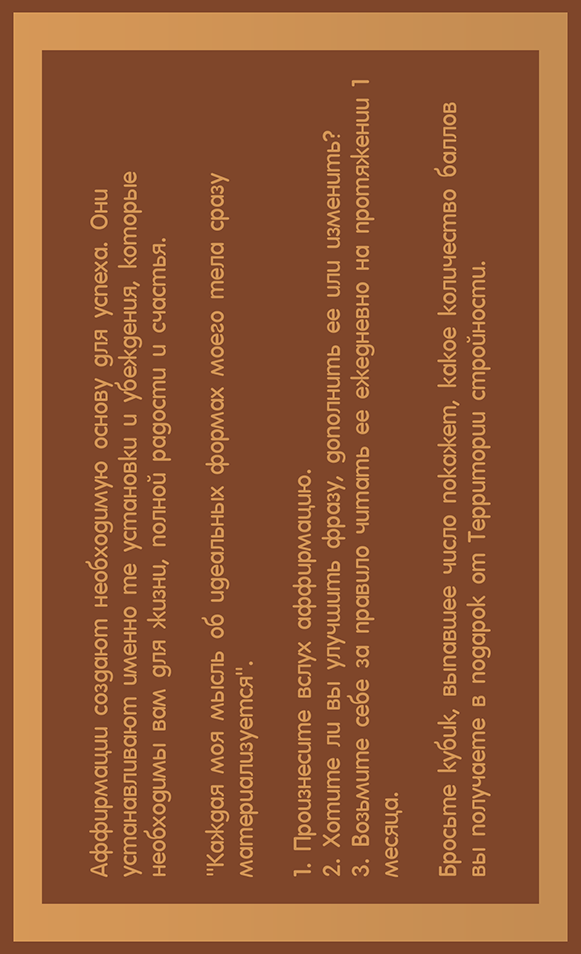 Аффирмации создают необходимую основу для успеха. Они
устанавливают именно те установки и убеждения, которые
необходимы вам для жизни, полной радости и счастья.
"Каждая моя мысль об идеальных формах моего тела сразу
материализуется".
1. Произнесите вслух аффирмацию.
2. Хотите ли вы улучшить фразу, дополнить ее или изменить?
3. Возьмите себе за правило читать ее ежедневно на протяжении 1
месяца.
Бросьте кубик, выпавшее число покажет, какое количество баллов
вы получаете в подарок от Территории стройности.